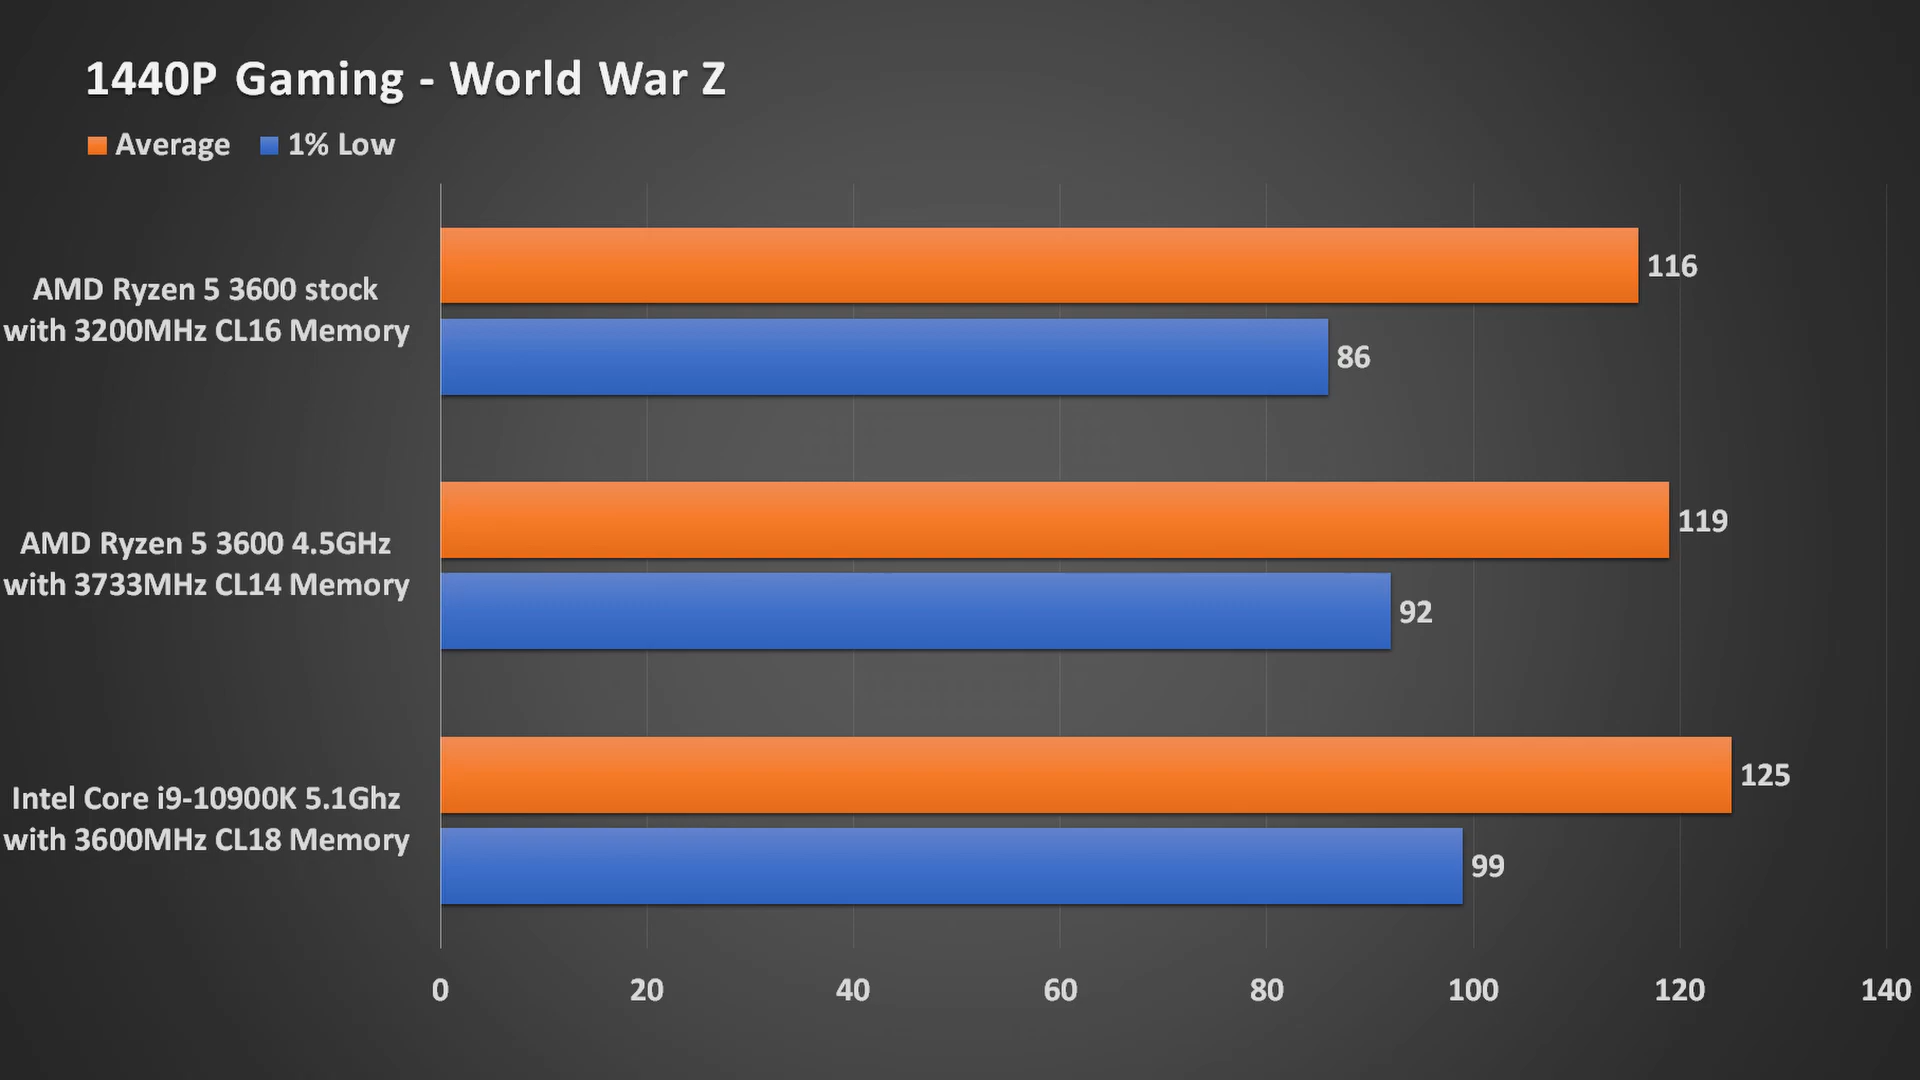 1440P Gaming - World War Z
Average 1% Low
AMD Ryzen 5 3600 stock
with 3200MHz CL16 Memory
116
86
AMD Ryzen 5 3600 4.5GHz
with 3733MHz CL14 Memory
119
92
Intel Core i9-10900K 5.1Ghz
with 3600MHz CL18 Memory
125
99
0 20 40 60 80 100 120 140